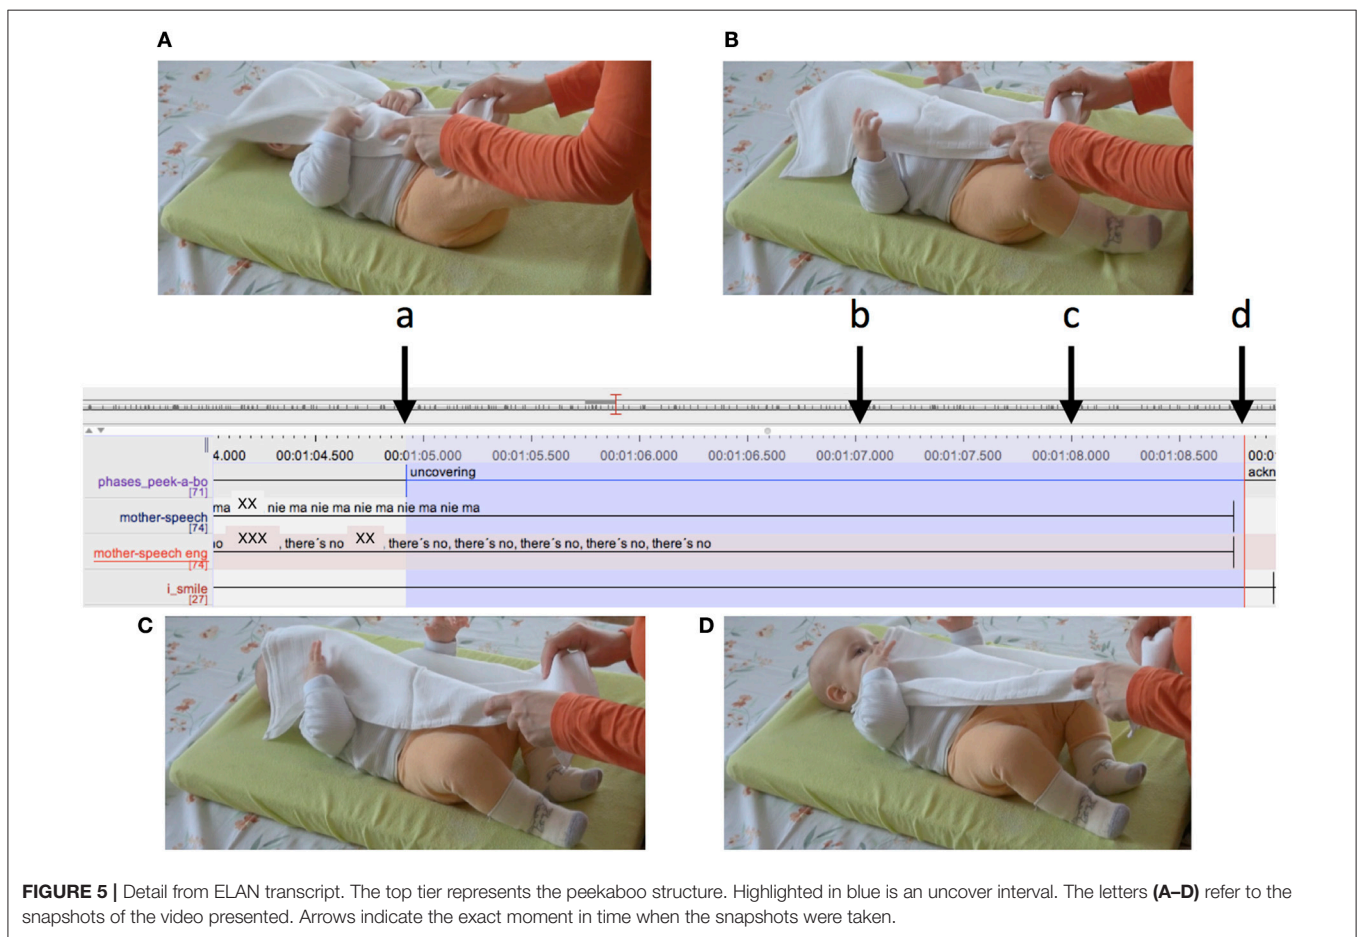 A
B
a
b
c
d
4.000 00:01:04.500 00:01:05.000 00:01:05.500 00:01:06.000 00:01:06.500 00:01:07.000 00:01:07.500 00:01:08.000 00:01:08.500 00:0
phases_peek-a-bo
[71]
uncovering
ackn
mother-speech
[74]
ma XX nie ma nie ma nie ma nie ma nie ma
mother-speech eng
[74]
XXX , there´s no XX , there´s no, there´s no, there´s no, there´s no, there´s no
i_smile
[27]
C
D
FIGURE 5 | Detail from ELAN transcript. The top tier represents the peekaboo structure. Highlighted in blue is an uncover interval. The letters (A–D) refer to the
snapshots of the video presented. Arrows indicate the exact moment in time when the snapshots were taken.